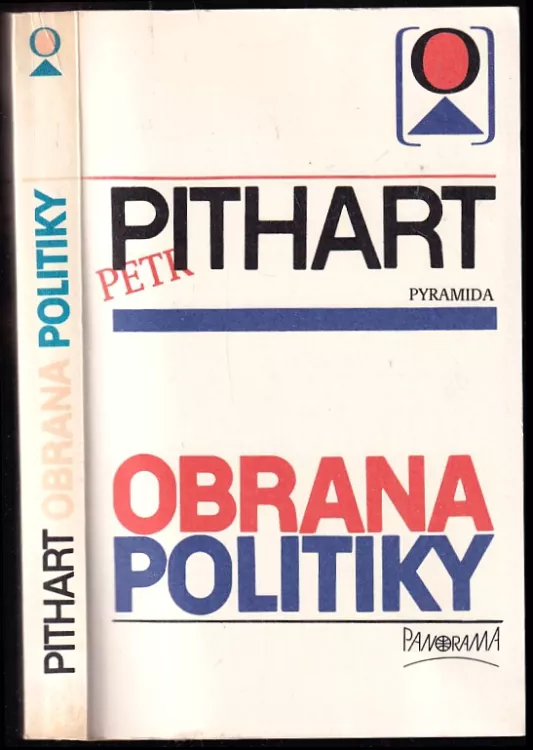 PITHART
PETR
PYRAMIDA
OBRANA
POLITIKY
PANORAMA
PITHART OBRANA POLITIKY